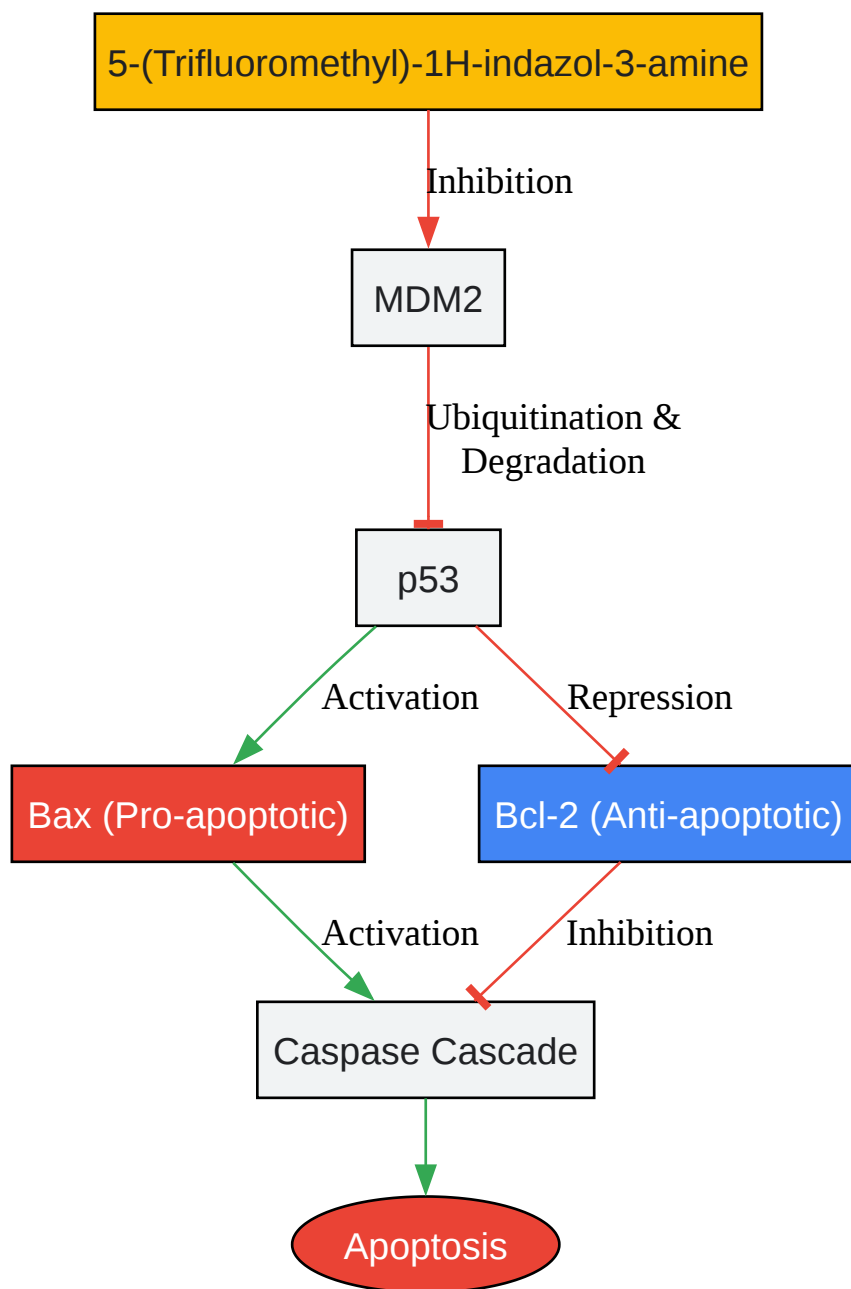 5-(Trifluoromethyl)-1H-indazol-3-amine
Inhibition
MDM2
Ubiquitination &
Degradation
p53
Activation
Repression
Bax (Pro-apoptotic)
Bcl-2 (Anti-apoptotic)
Activation
Inhibition
Caspase Cascade
Apoptosis